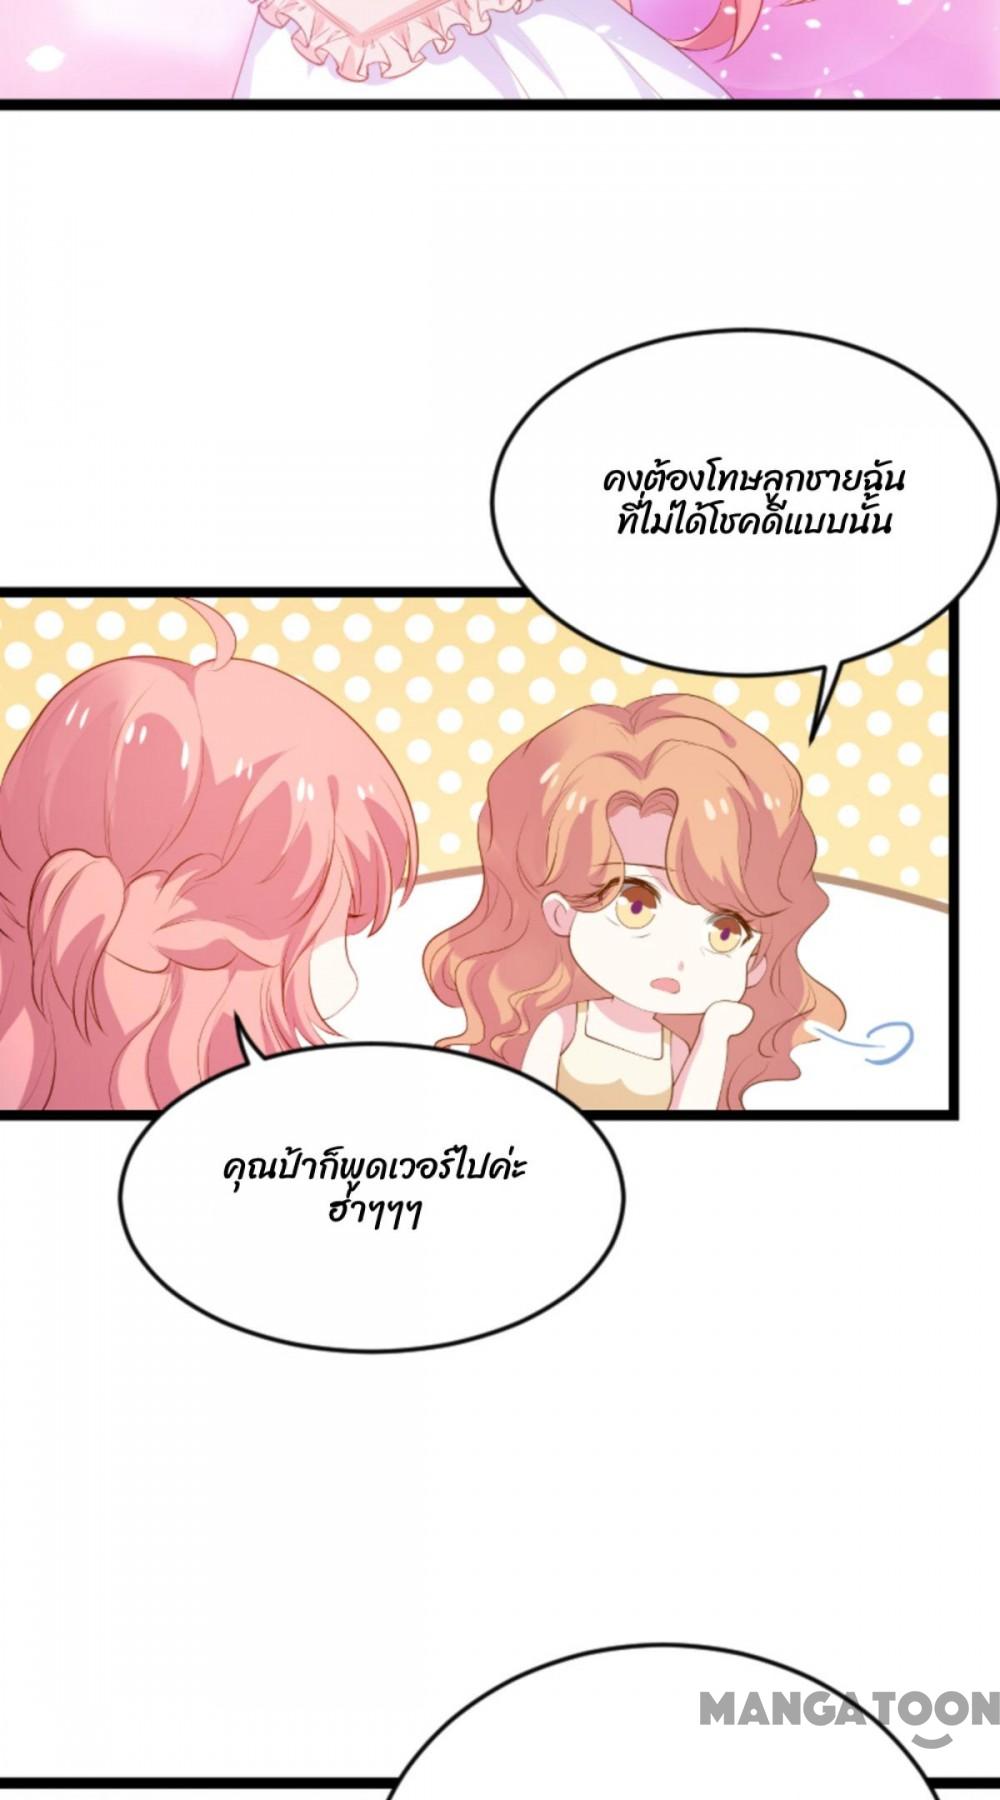 คงต้องโทษลูกชายฉัน
ที่ไม่ได้โชคดีแบบนั้น
คุณป้าก็พูดเวอร์ไปค่ะ
ฮ่าๆๆๆ
MANGATOON